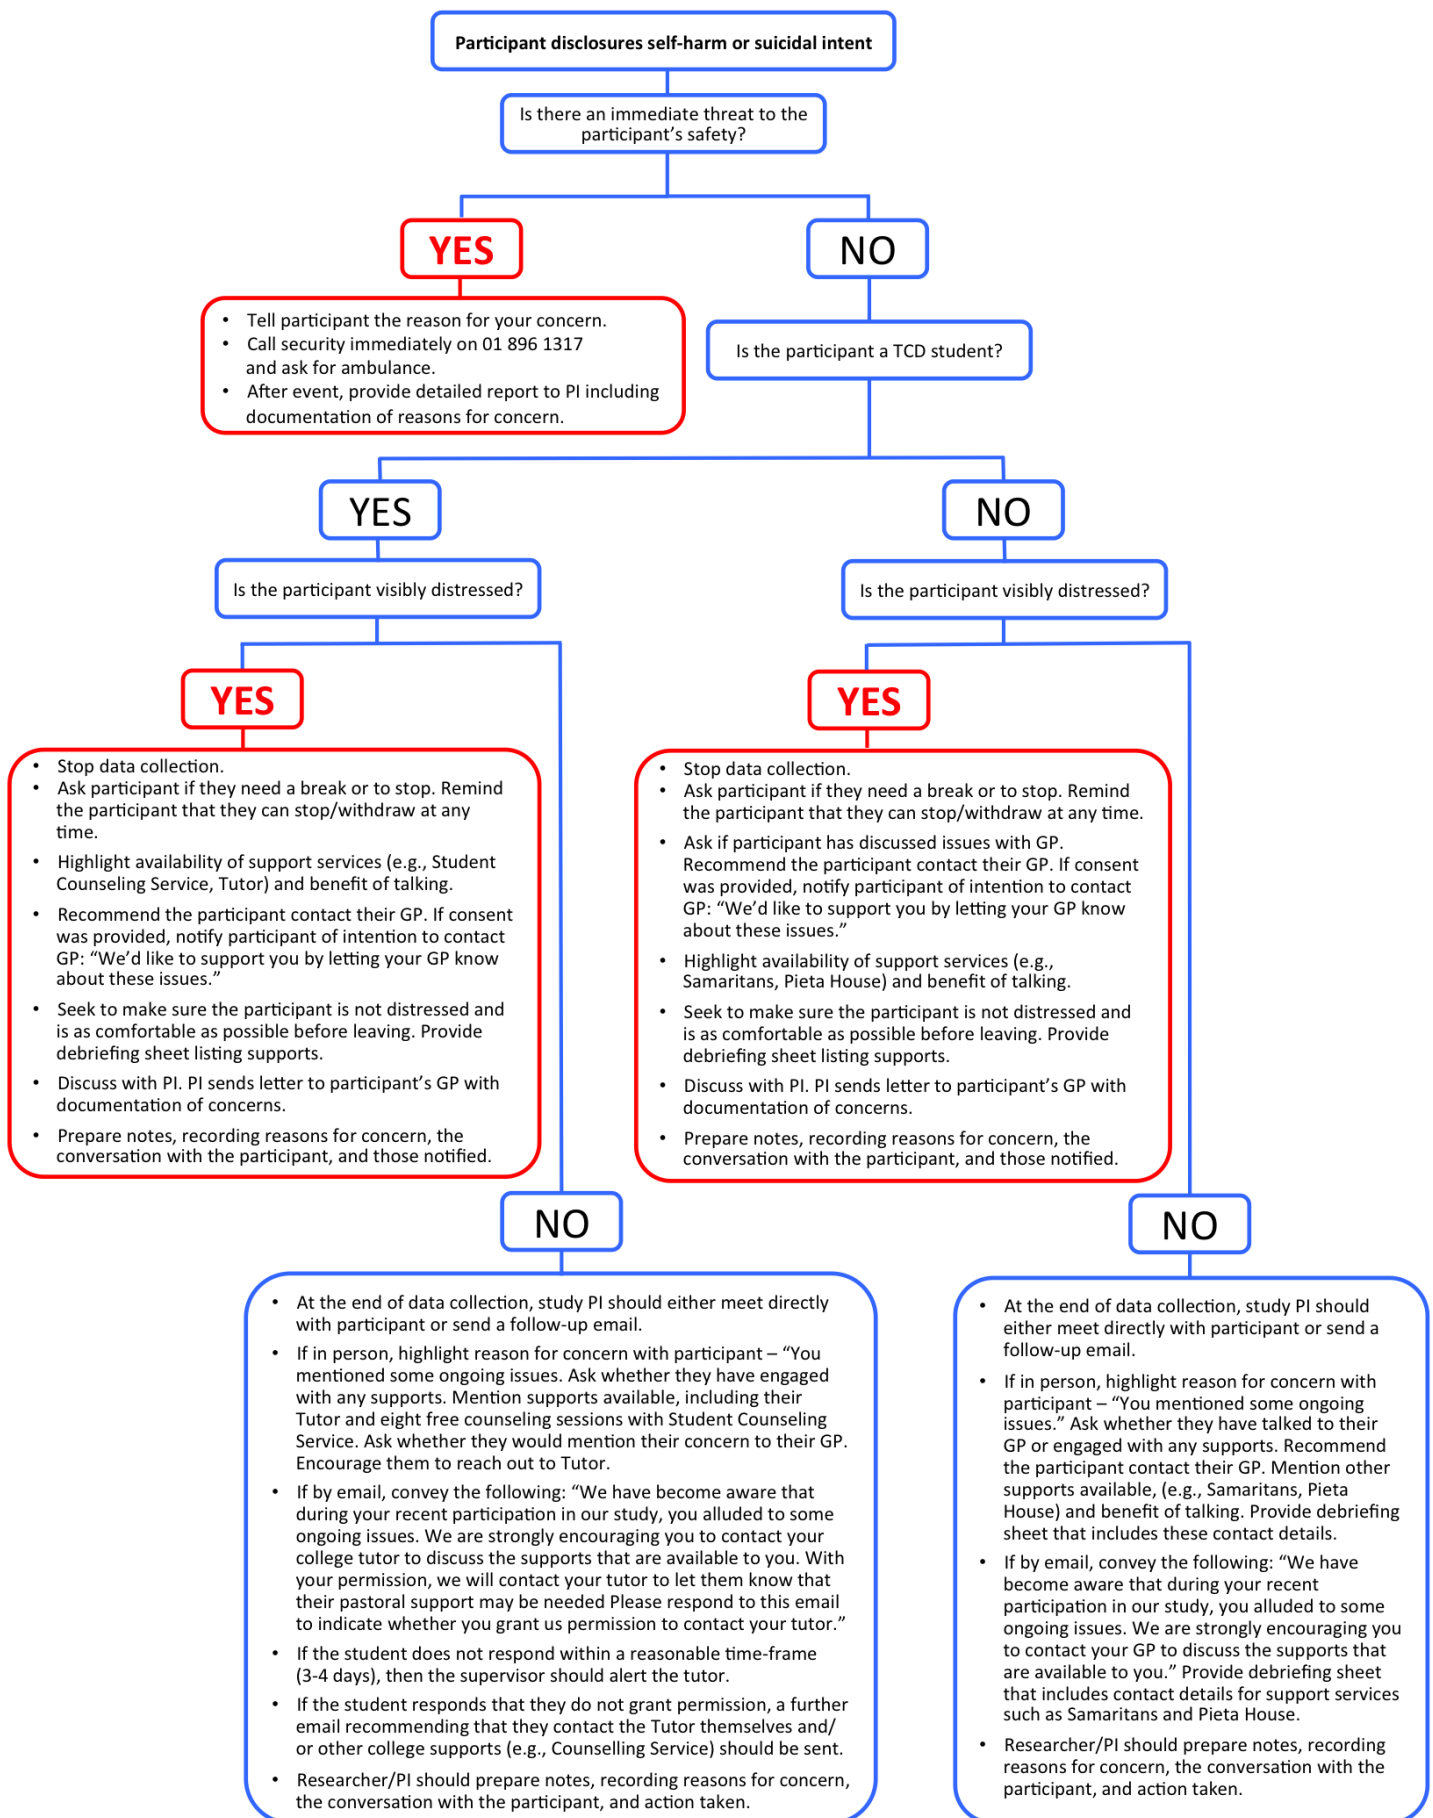 Participant disclosures self-harm or suicidal intent
Is there an immediate threat to the
participant's safety?
YES
NO
• Tell participant the reason for your concern.
• Call security immediately on 01 896 1317
and ask for ambulance.
• After event, provide detailed report to PI including
documentation of reasons for concern.
Is the participant a TCD student?
YES
NO
Is the participant visibly distressed?
Is the participant visibly distressed?
YES
YES
• Stop data collection.
• Ask participant if they need a break or to stop. Remind
the participant that they can stop/withdraw at any
time.
• Highlight availability of support services (e.g., Student
Counseling Service, Tutor) and benefit of talking.
• Recommend the participant contact their GP. If consent
was provided, notify participant of intention to contact
GP: “We’d like to support you by letting your GP know
about these issues.”
• Seek to make sure the participant is not distressed and
is as comfortable as possible before leaving. Provide
debriefing sheet listing supports.
• Discuss with PI. PI sends letter to participant’s GP with
documentation of concerns.
• Prepare notes, recording reasons for concern, the
conversation with the participant, and those notified.
• Stop data collection.
• Ask participant if they need a break or to stop. Remind
the participant that they can stop/withdraw at any time.
• Ask if participant has discussed issues with GP.
Recommend the participant contact their GP. If consent
was provided, notify participant of intention to contact
GP: “We’d like to support you by letting your GP know
about these issues.”
• Highlight availability of support services (e.g.,
Samaritans, Pieta House) and benefit of talking.
• Seek to make sure the participant is not distressed and
is as comfortable as possible before leaving. Provide
debriefing sheet listing supports.
• Discuss with PI. PI sends letter to participant’s GP with
documentation of concerns.
• Prepare notes, recording reasons for concern, the
conversation with the participant, and those notified.
NO
NO
• At the end of data collection, study PI should either meet directly
with participant or send a follow-up email.
• If in person, highlight reason for concern with participant – “You
mentioned some ongoing issues. Ask whether they have engaged
with any supports. Mention supports available, including their
Tutor and eight free counseling sessions with Student Counseling
Service. Ask whether they would mention their concern to their GP.
Encourage them to reach out to Tutor.
• If by email, convey the following: “We have become aware that
during your recent participation in our study, you alluded to some
ongoing issues. We are strongly encouraging you to contact your
college tutor to discuss the supports that are available to you. With
your permission, we will contact your tutor to let them know that
their pastoral support may be needed Please respond to this email
to indicate whether you grant us permission to contact your tutor.”
• If the student does not respond within a reasonable time-frame
(3-4 days), then the supervisor should alert the tutor.
• If the student responds that they do not grant permission, a further
email recommending that they contact the Tutor themselves and/
or other college supports (e.g., Counselling Service) should be sent.
• Researcher/PI should prepare notes, recording reasons for concern,
the conversation with the participant, and action taken.
• At the end of data collection, study PI should
either meet directly with participant or send a
follow-up email.
• If in person, highlight reason for concern with
participant – “You mentioned some ongoing
issues.” Ask whether they have talked to their
GP or engaged with any supports. Recommend
the participant contact their GP. Mention other
supports available, (e.g., Samaritans, Pieta
House) and benefit of talking. Provide debriefing
sheet that includes these contact details.
• If by email, convey the following: “We have
become aware that during your recent
participation in our study, you alluded to some
ongoing issues. We are strongly encouraging you
to contact your GP to discuss the supports that
are available to you.” Provide debriefing sheet
that includes contact details for support services
such as Samaritans and Pieta House.
• Researcher/PI should prepare notes, recording
reasons for concern, the conversation with the
participant, and action taken.